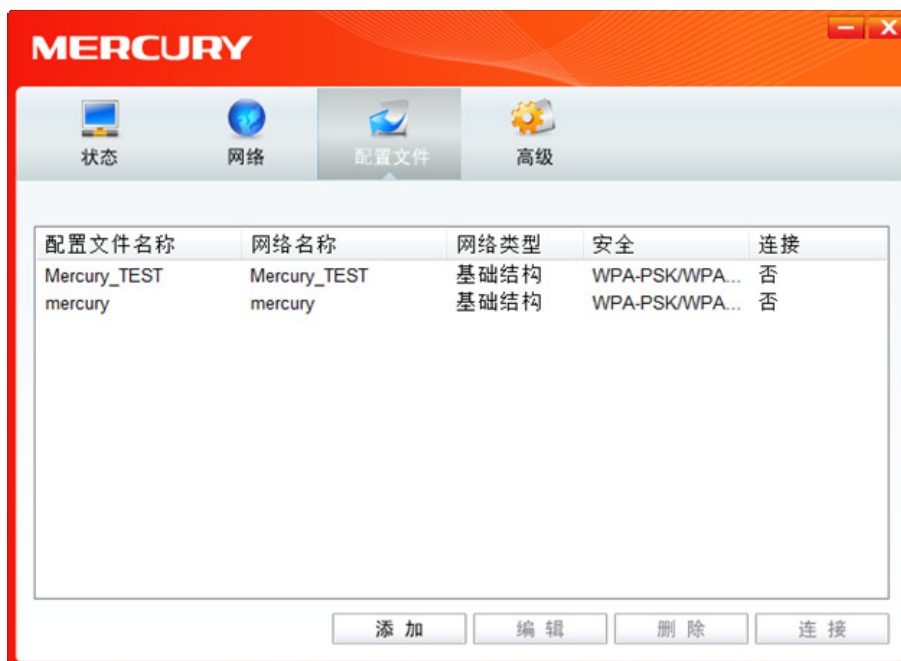 MERCURY
状态 网络 配置文件 高级
配置文件名称 网络名称 网络类型 安全 连接
Mercury_TEST Mercury_TEST 基础结构 WPA-PSK/WPA... 否
mercury mercury 基础结构 WPA-PSK/WPA... 否
添加 编辑 删除 连接